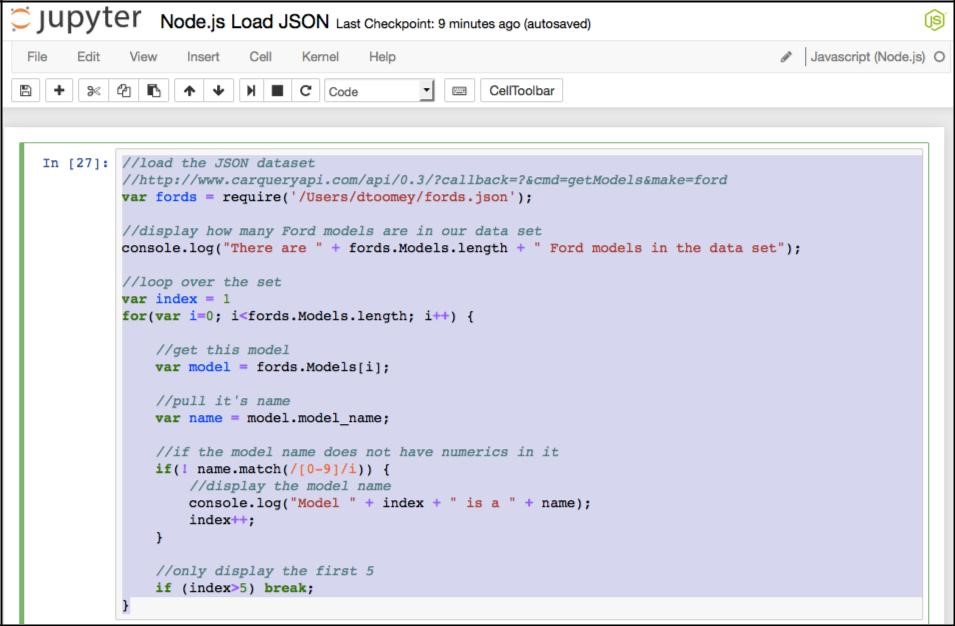 jupyter Node.js Load JSON Last Checkpoint: 9 minutes ago (autosaved)
JS
File Edit View Insert Cell Kernel Help Javascript (Node.js)
Code CellToolbar
In [27]: //load the JSON dataset
//http://www.carqueryapi.com/api/0.3/?callback=?&cmd=getModels&make=ford
var fords = require('/Users/dtoomey/fords.json');
//display how many Ford models are in our data set
console.log("There are " + fords.Models.length + " Ford models in the data set");
//loop over the set
var index = 1
for(var i=0; i<fords.Models.length; i++) {
//get this model
var model = fords.Models[i];
//pull it's name
var name = model.model_name;
//if the model name does not have numerics in it
if(! name.match(/[0-9]/i)) {
//display the model name
console.log("Model " + index + " is a " + name);
index++;
}
//only display the first 5
if (index>5) break;
}